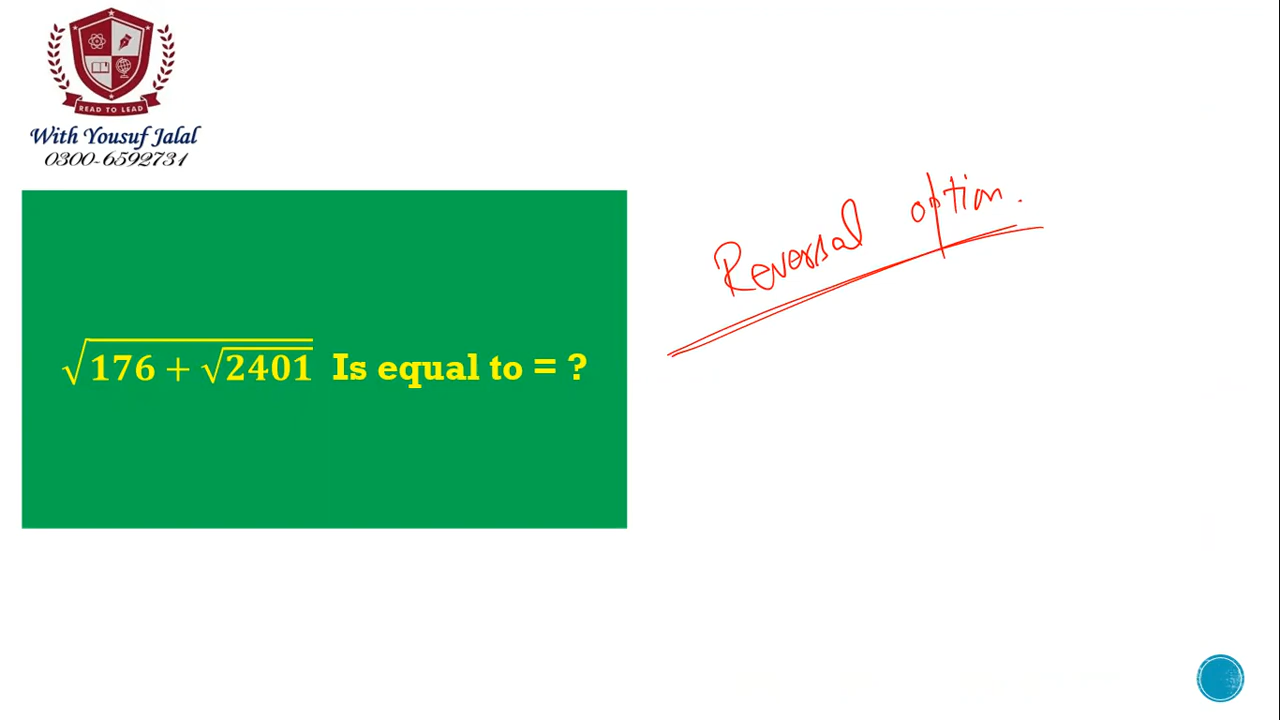 READ TO LEAD
With Yousuf Jalal
0300-6592731
Reversal option.
√176 + √2401 Is equal to = ?